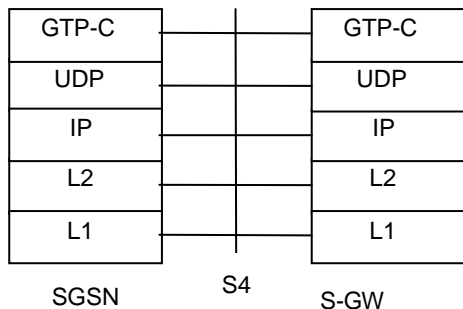 GTP-C GTP-C
UDP UDP
IP IP
L2 L2
L1 L1
SGSN S4 S-GW